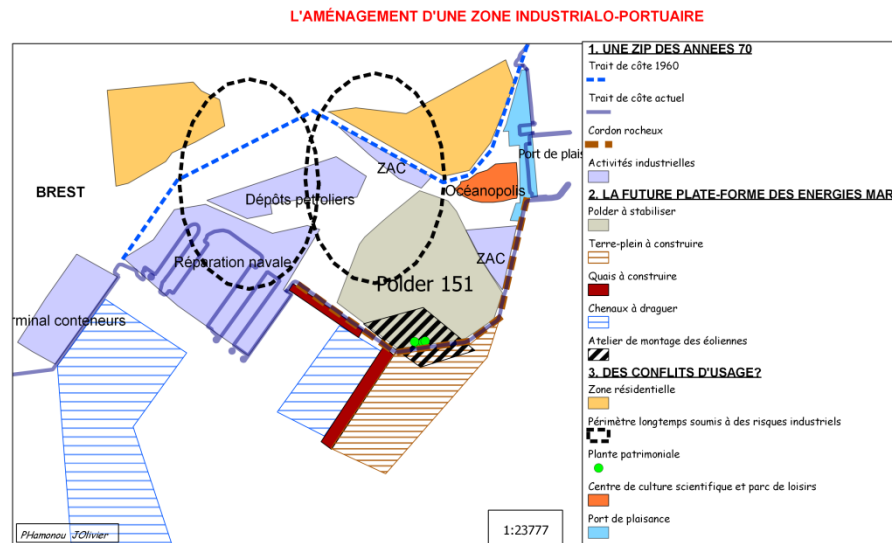 L'AMÉNAGEMENT D'UNE ZONE INDUSTRIALO-PORTUAIRE
BREST
Dépôts pétroliers
ZAC
Océanopolis
Port de plais
Réparation navale
ZAC
Polder 151
rminal conteneurs
PHamonou JOlivier
1:23777
1. UNE ZIP DES ANNEES 70
Trait de côte 1960
Trait de côte actuel
Cordon rocheux
Activités industrielles
2. LA FUTURE PLATE-FORME DES ENERGIES MAR
Polder à stabiliser
Terre-plein à construire
Quais à construire
Chenaux à draguer
Atelier de montage des éoliennes
3. DES CONFLITS D'USAGE?
Zone résidentielle
Périmètre longtemps soumis à des risques industriels
Plante patrimoniale
Centre de culture scientifique et parc de loisirs
Port de plaisance